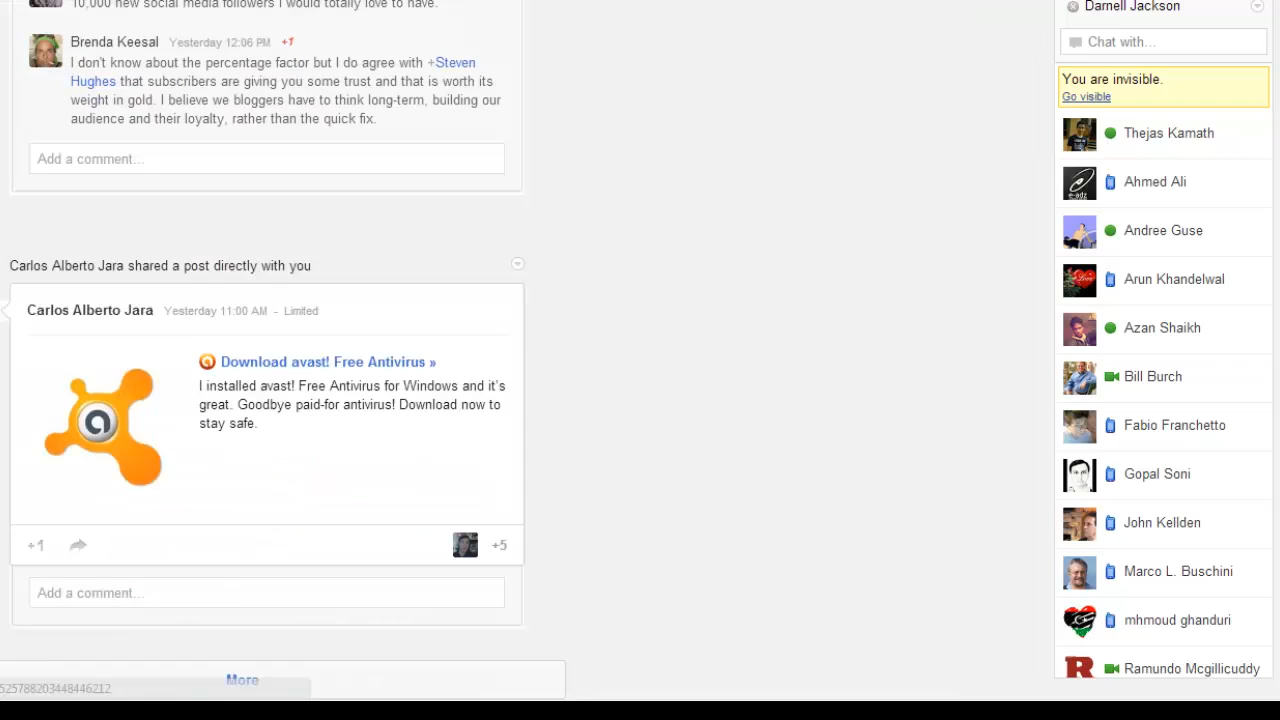 10,000 new social media followers I would totally love to have.
Brenda Keesal Yesterday 12:06 PM +1
I don't know about the percentage factor but I do agree with +Steven
Hughes that subscribers are giving you some trust and that is worth its
weight in gold. I believe we bloggers have to think long-term, building our
audience and their loyalty, rather than the quick fix.
Add a comment...
Carlos Alberto Jara shared a post directly with you
Carlos Alberto Jara Yesterday 11:00 AM - Limited
Download avast! Free Antivirus »
I installed avast! Free Antivirus for Windows and it's
great. Goodbye paid-for antivirus! Download now to
stay safe.
+1
+5
Add a comment...
More
525788203448446212
Darnell Jackson
Chat with...
You are invisible.
Go visible
Thejas Kamath
Ahmed Ali
e-adz
Andree Guse
Arun Khandelwal
Azan Shaikh
Bill Burch
Fabio Franchetto
Gopal Soni
John Kellden
Marco L. Buschini
mhmoud ghanduri
R
Ramundo Mcgillicuddy